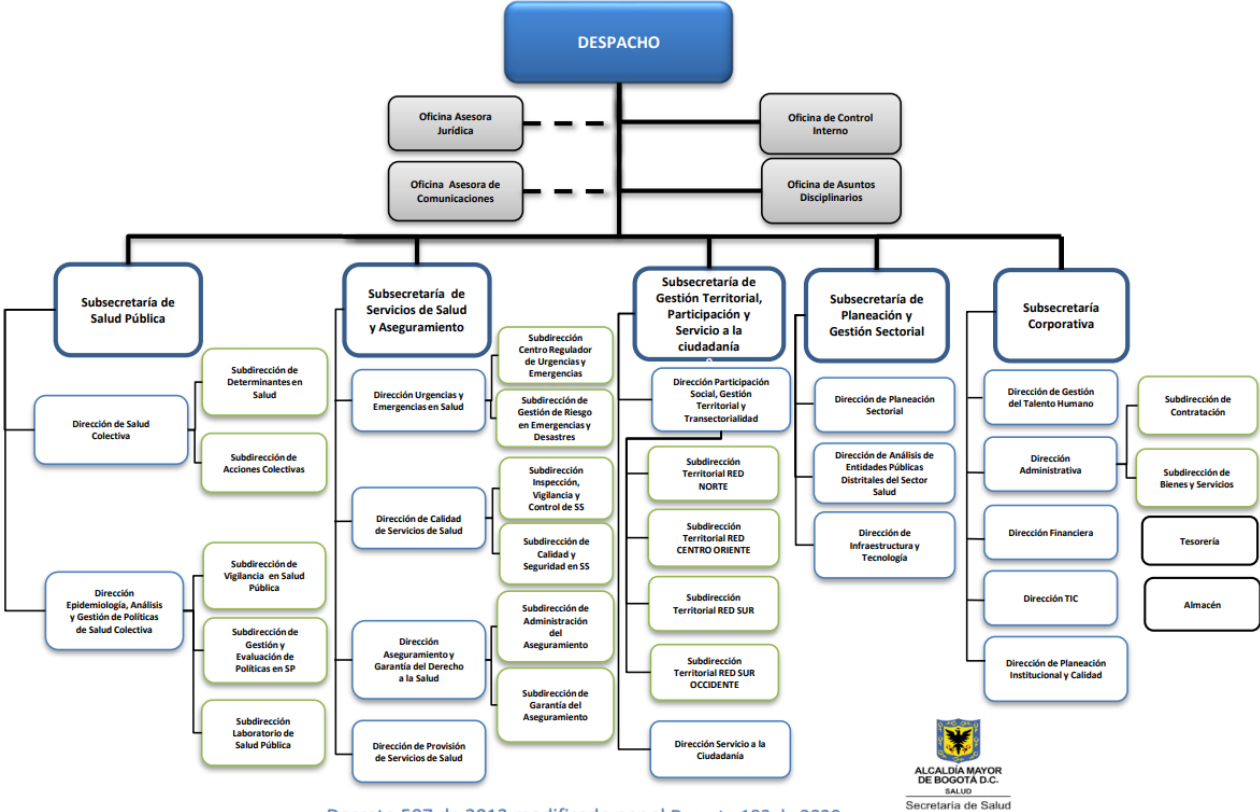 DESPACHO
Oficina Asesora
Jurídica
Oficina de Control
Interno
Oficina Asesora de
Comunicaciones
Oficina de Asuntos
Disciplinarios
Subsecretaría de
Salud Pública
Dirección de Salud
Colectiva
Subdirección de
Determinantes en
Salud
Subdirección de
Acciones Colectivas
Dirección
Epidemiología, Análisis
y Gestión de Políticas
de Salud Colectiva
Subdirección de
Vigilancia en Salud
Pública
Subdirección de
Gestión y
Evaluación de
Políticas en SP
Subdirección
Laboratorio de
Salud Pública
Subsecretaría de
Servicios de Salud
y Aseguramiento
Dirección Urgencias y
Emergencias en Salud
Subdirección
Centro Regulador
de Urgencias y
Emergencias
Subdirección de
Gestión de Riesgo
en Emergencias y
Desastres
Dirección de Calidad
de Servicios de Salud
Subdirección
Inspección,
Vigilancia y
Control de SS
Subdirección de
Calidad y
Seguridad en SS
Dirección
Aseguramiento y
Garantía del Derecho
a la Salud
Subdirección de
Administración
del
Aseguramiento
Subdirección de
Garantía del
Aseguramiento
Dirección de Provisión
de Servicios de Salud
Subsecretaría de
Gestión Territorial,
Participación y
Servicio a la
ciudadanía
Dirección Participación
Social, Gestión
Territorial y
Transectorialidad
Subdirección
Territorial RED
NORTE
Subdirección
Territorial RED
CENTRO ORIENTE
Subdirección
Territorial RED SUR
Subdirección
Territorial RED SUR
OCCIDENTE
Dirección Servicio a la
Ciudadanía
Subsecretaría de
Planeación y
Gestión Sectorial
Dirección de Planeación
Sectorial
Dirección de Análisis de
Entidades Públicas
Distritales del Sector
Salud
Dirección de
Infraestructura y
Tecnología
Subsecretaría
Corporativa
Dirección de Gestión
del Talento Humano
Dirección
Administrativa
Subdirección de
Contratación
Subdirección de
Bienes y Servicios
Dirección Financiera
Tesorería
Dirección TIC
Almacén
Dirección de Planeación
Institucional y Calidad
ALCALDÍA MAYOR
DE BOGOTÁ D.C.
SALUD
Secretaría de Salud